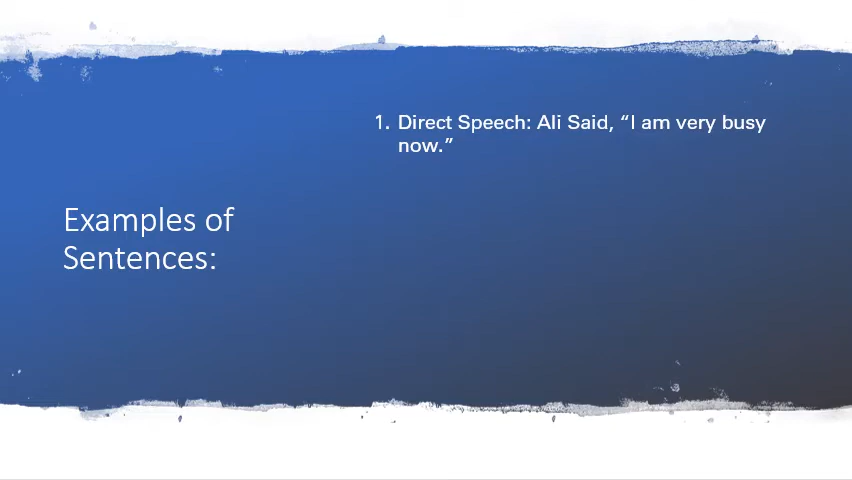 Examples of
Sentences:
1. Direct Speech: Ali Said, “I am very busy
now.”